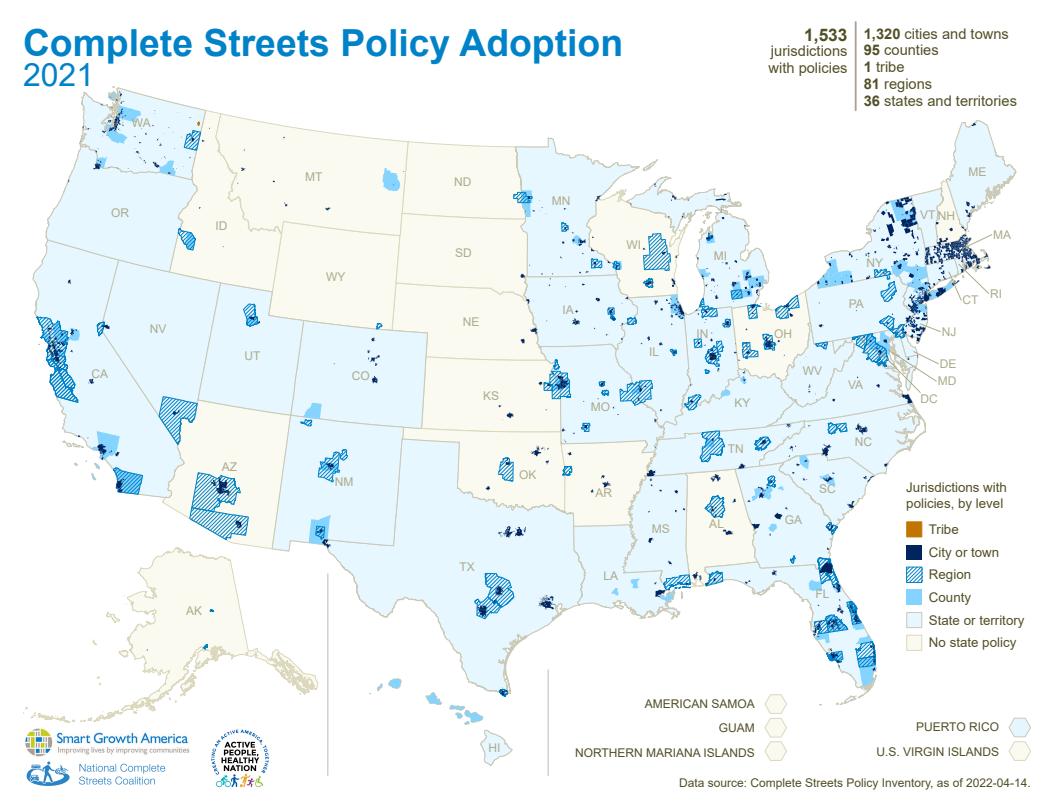 Complete Streets Policy Adoption
2021
1,533
jurisdictions
with policies
1,320 cities and towns
95 counties
1 tribe
81 regions
36 states and territories
WA
MT
ND
MN
ME
OR
ID
SD
WI
MI
VT
NH
NY
MA
WY
CT
RI
IA
NE
PA
NV
UT
IL
IN
OH
NJ
CA
CO
KS
MO
WV
VA
KY
DE
MD
DC
AZ
NM
OK
AR
TN
NC
SC
MS
AL
GA
TX
LA
FL
AK
HI
Jurisdictions with
policies, by level
Tribe
City or town
Region
County
State or territory
No state policy
AMERICAN SAMOA
GUAM
NORTHERN MARIANA ISLANDS
PUERTO RICO
U.S. VIRGIN ISLANDS
Smart Growth America
Improving lives by improving communities
National Complete
Streets Coalition
CREATING AN ACTIVE AMERICA, TOGETHER
ACTIVE
PEOPLE,
HEALTHY
NATION
Data source: Complete Streets Policy Inventory, as of 2022-04-14.